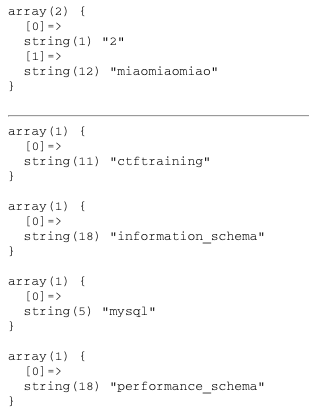 array(2) {
  [0]=>
  string(1) "2"
  [1]=>
  string(12) "miaomiaomiao"
}
array(1) {
  [0]=>
  string(11) "ctftraining"
}
array(1) {
  [0]=>
  string(18) "information_schema"
}
array(1) {
  [0]=>
  string(5) "mysql"
}
array(1) {
  [0]=>
  string(18) "performance_schema"
}